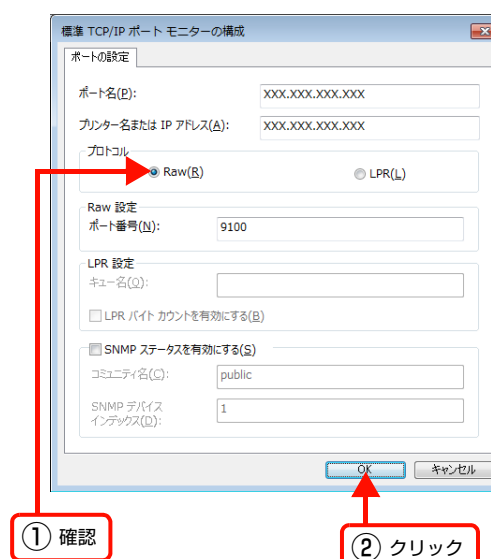 標準 TCP/IP ポート モニターの構成
ポートの設定
ポート名(P): XXX.XXX.XXX.XXX
プリンター名または IP アドレス(A): XXX.XXX.XXX.XXX
プロトコル
Raw(R) LPR(L)
Raw 設定
ポート番号(N): 9100
LPR 設定
キュー名(Q):
LPR バイト カウントを有効にする(B)
SNMP ステータスを有効にする(S)
コミュニティ名(C): public
SNMP デバイス
インデックス(D): 1
OK キャンセル
① 確認
② クリック